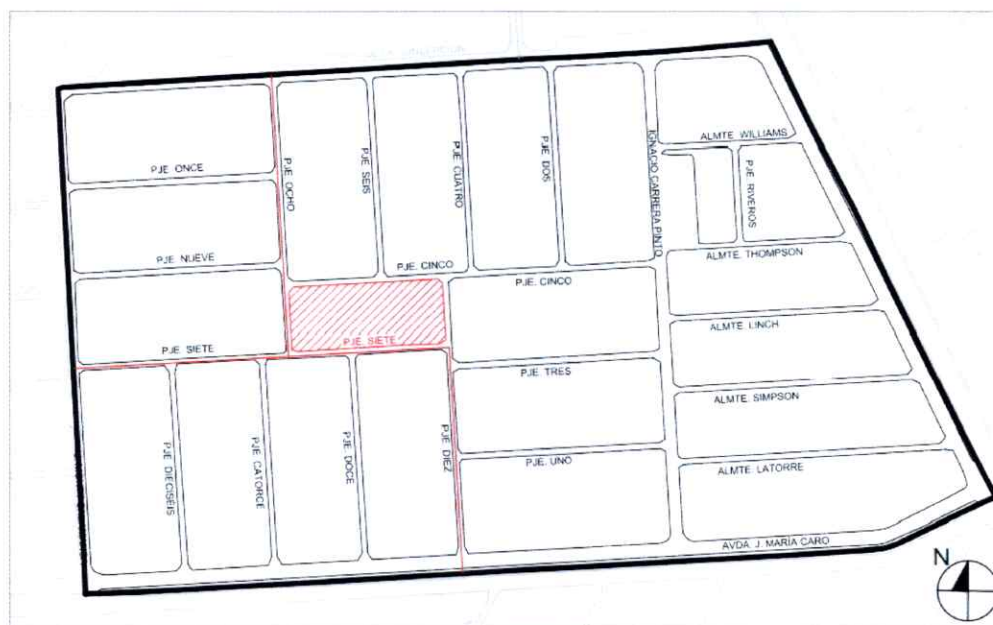 ALMTE. WILLIAMS
PJE. ONCE
PJE. OCHO
PJE. SEIS
PJE. CUATRO
PJE. DOS
IGNACIO CARRERA PINTO
PJE. RIVEROS
PJE. NUEVE
PJE. CINCO
PJE. CINCO
ALMTE. THOMPSON
PJE. SIETE
PJE. SIETE
ALMTE. LINCH
PJE. TRES
ALMTE. SIMPSON
PJE. DIECISEIS
PJE. CATORCE
PJE. DOCE
PJE. DIEZ
PJE. UNO
ALMTE. LATORRE
AVDA. J. MARÍA CARO
N